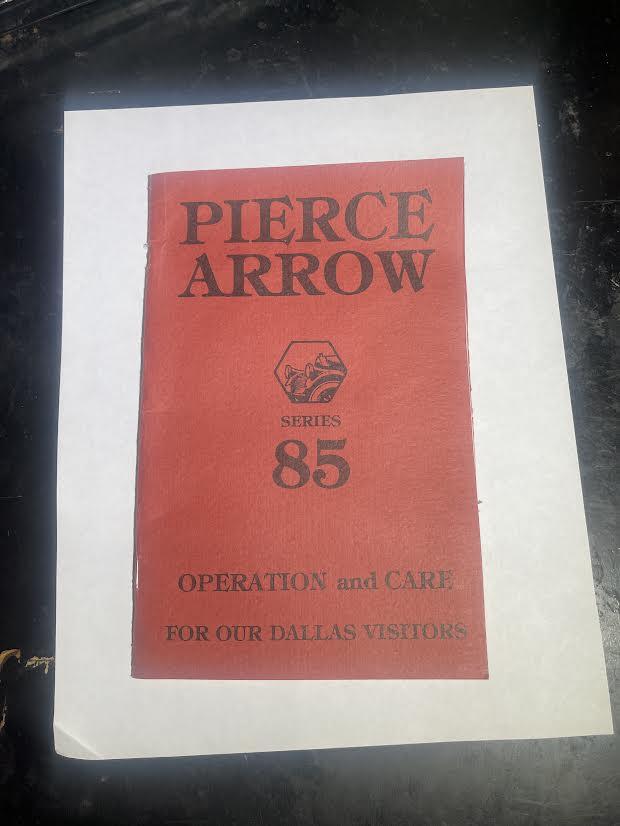 PIERCE
ARROW
SERIES
85
OPERATION and CARE
FOR OUR DALLAS VISITORS